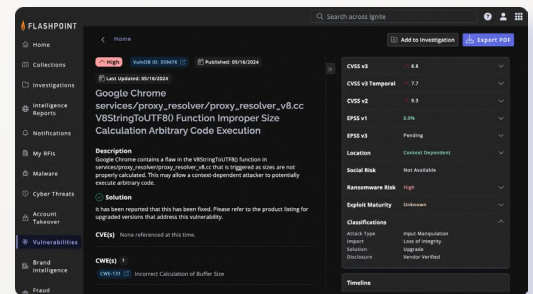 FLASHPOINT
Search across Ignite
Home
Collections
Investigations
Intelligence
Reports
Notifications
My RFIs
Malware
Cyber Threats
Account
Takeover
Vulnerabilities
Brand
Intelligence
Fraud
Home
Add to Investigation
Export PDF
High
VulnDB ID: 359476
Published: 05/16/2024
Last Updated: 05/16/2024
Google Chrome
services/proxy_resolver/proxy_resolver_v8.cc
V8StringToUTF8() Function Improper Size
Calculation Arbitrary Code Execution
Description
Google Chrome contains a flaw in the V8StringToUTF8() function in
services/proxy_resolver/proxy_resolver_v8.cc that is triggered as sizes are not
properly calculated. This may allow a context-dependent attacker to potentially
execute arbitrary code.
Solution
It has been reported that this has been fixed. Please refer to the product listing for
upgraded versions that address this vulnerability.
CVE(s) None referenced at this time.
CWE(s) 1
CWE-131 Incorrect Calculation of Buffer Size
CVSS v3 8.8
CVSS v3 Temporal 7.7
CVSS v2 9.3
EPSS v1 0.9%
EPSS v3 Pending
Location Context Dependent
Social Risk Not Available
Ransomware Risk High
Exploit Maturity Unknown
Classifications
Attack Type Input Manipulation
Impact Loss of Integrity
Solution Upgrade
Disclosure Vendor Verified
Timeline